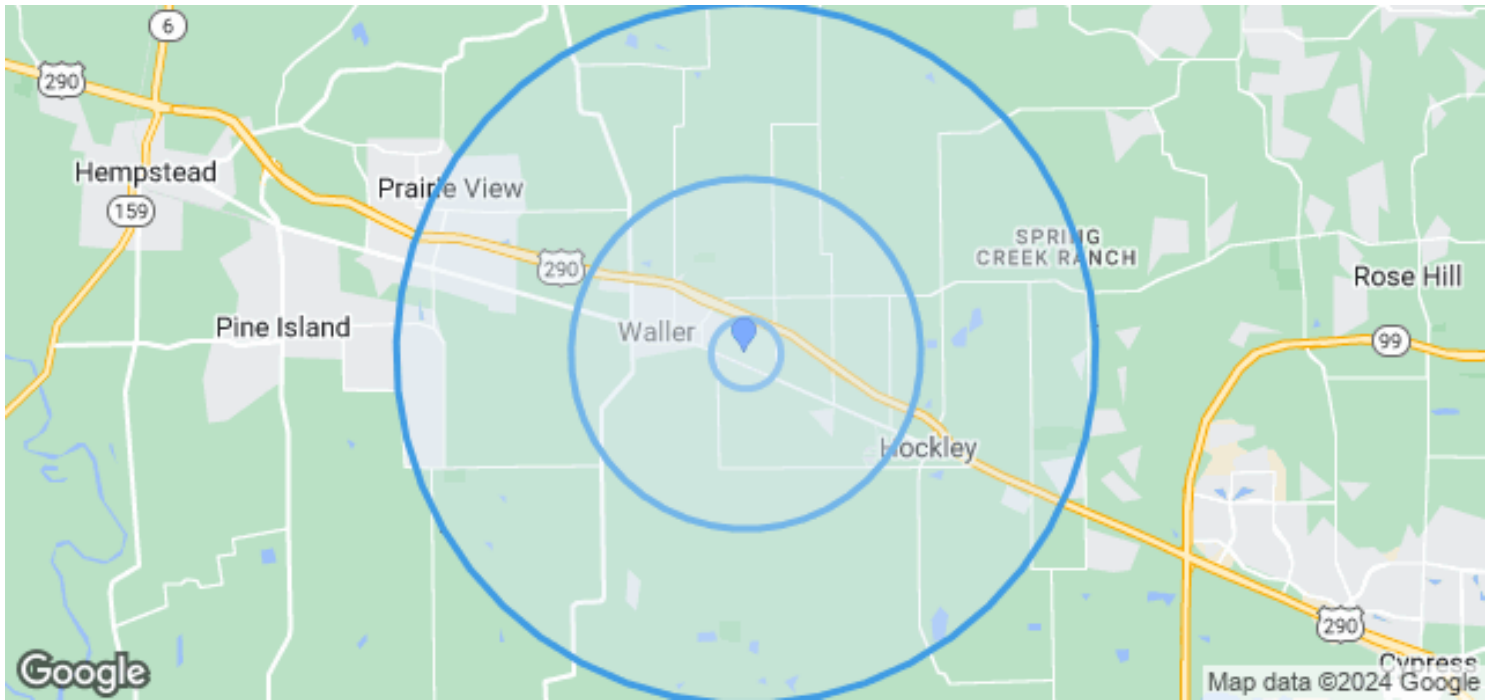 6
290
Hempstead
Prairie View
159
SPRING
CREEK RANCH
290
Rose Hill
Pine Island
Waller
99
Hockley
290
Cypress
Google
Map data ©2024 Google